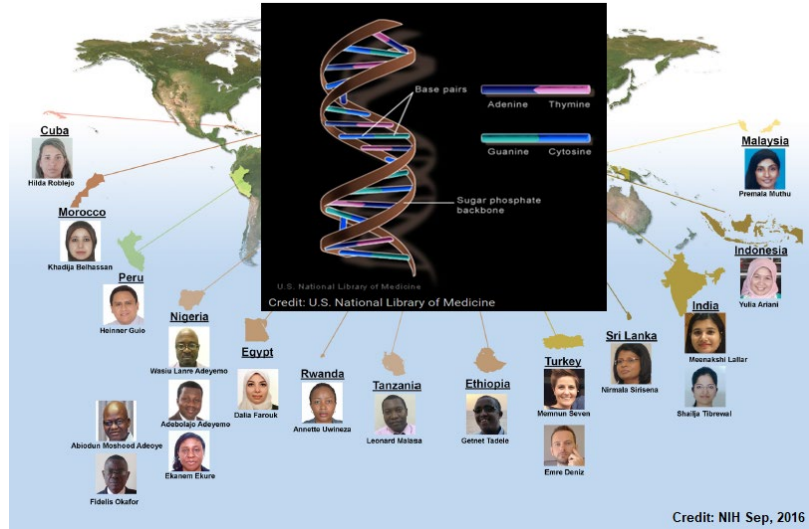 Base pairs
Adenine Thymine
Guanine Cytosine
Sugar phosphate
backbone
U.S. National Library of Medicine
Credit: U.S. National Library of Medicine
Cuba
Hilda Roblejo
Morocco
Khadija Belhassan
Peru
Heinner Guio
Nigeria
Wasiu Lanre Adeyemo
Adebolajo Adeyemo
Abiodun Moshood Adeoye
Ekanem Ekure
Fidelis Okafor
Egypt
Dalia Farouk
Rwanda
Annette Uwineza
Tanzania
Leonard Malasa
Ethiopia
Getnet Tadele
Turkey
Memnun Seven
Emre Deniz
Sri Lanka
Nirmala Sirisena
India
Meenakshi Lallar
Shailja Tibrewal
Malaysia
Premala Muthu
Indonesia
Yulia Ariani
Credit: NIH Sep, 2016